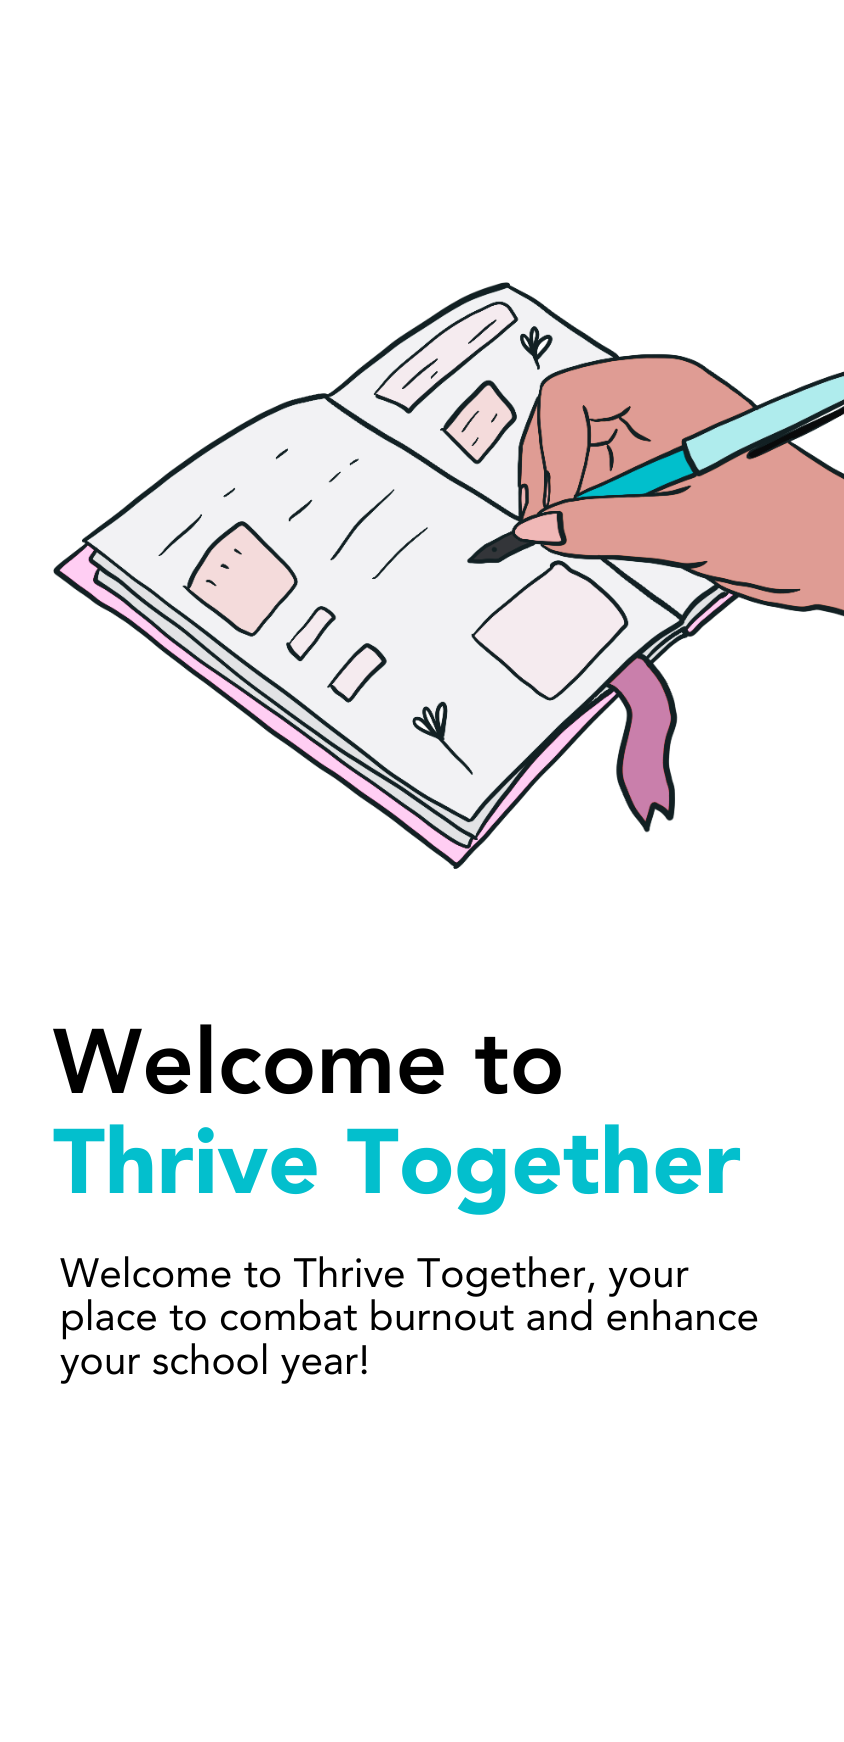 Welcome to
Thrive Together
Welcome to Thrive Together, your
place to combat burnout and enhance
your school year!